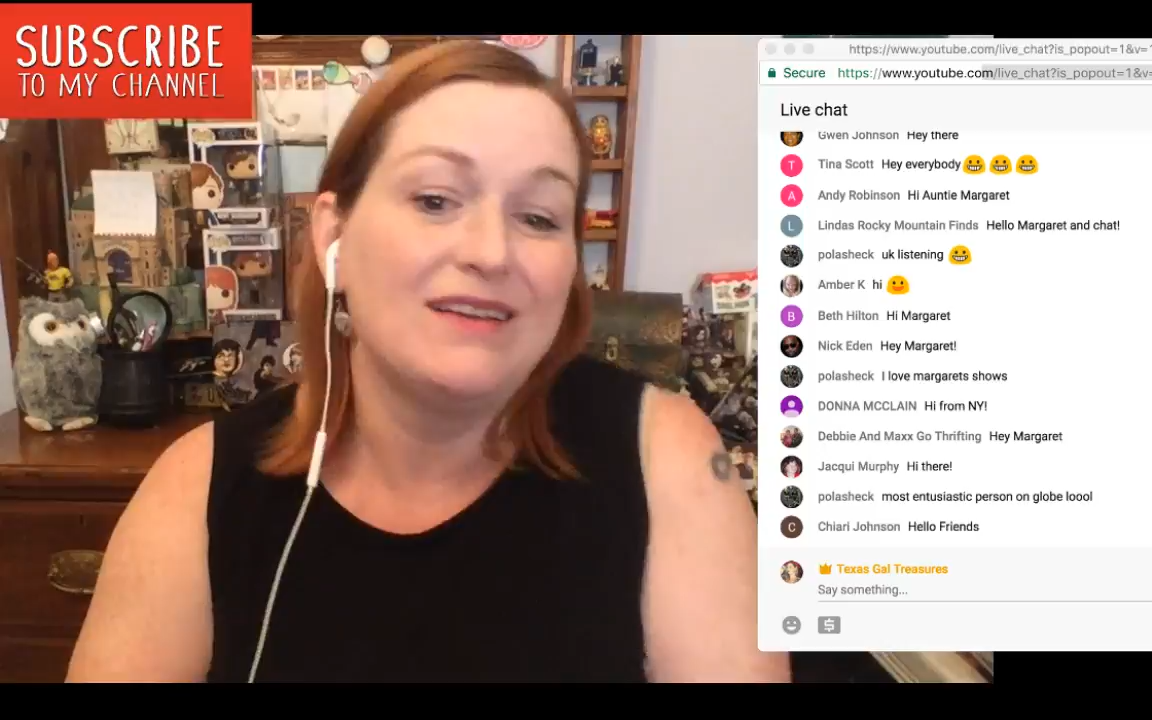 SUBSCRIBE
TO MY CHANNEL
https://www.youtube.com/live_chat?is_popout=1&v=
Secure https://www.youtube.com/live_chat?is_popout=1&v=
Live chat
Gwen Johnson Hey there
Tina Scott Hey everybody
Andy Robinson Hi Auntie Margaret
Lindas Rocky Mountain Finds Hello Margaret and chat!
polasheck uk listening
Amber K hi
Beth Hilton Hi Margaret
Nick Eden Hey Margaret!
polasheck I love margarets shows
DONNA MCCLAIN Hi from NY!
Debbie And Maxx Go Thrifting Hey Margaret
Jacqui Murphy Hi there!
polasheck most entusiastic person on globe loool
Chiari Johnson Hello Friends
Texas Gal Treasures
Say something...